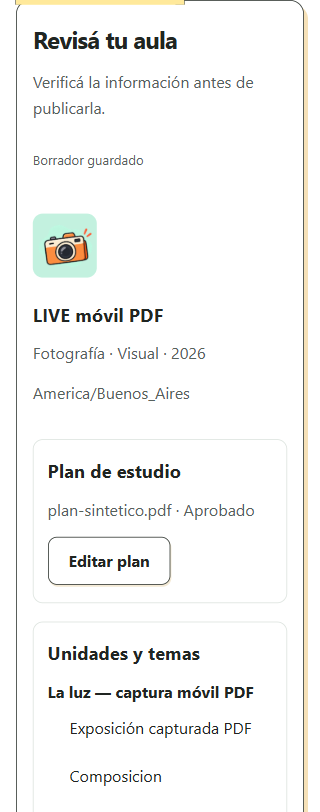 Revisá tu aula
Verificá la información antes de
publicarla.
Borrador guardado
LIVE móvil PDF
Fotografía · Visual · 2026
America/Buenos_Aires
Plan de estudio
plan-sintetico.pdf · Aprobado
Editar plan
Unidades y temas
La luz — captura móvil PDF
Exposición capturada PDF
Composicion